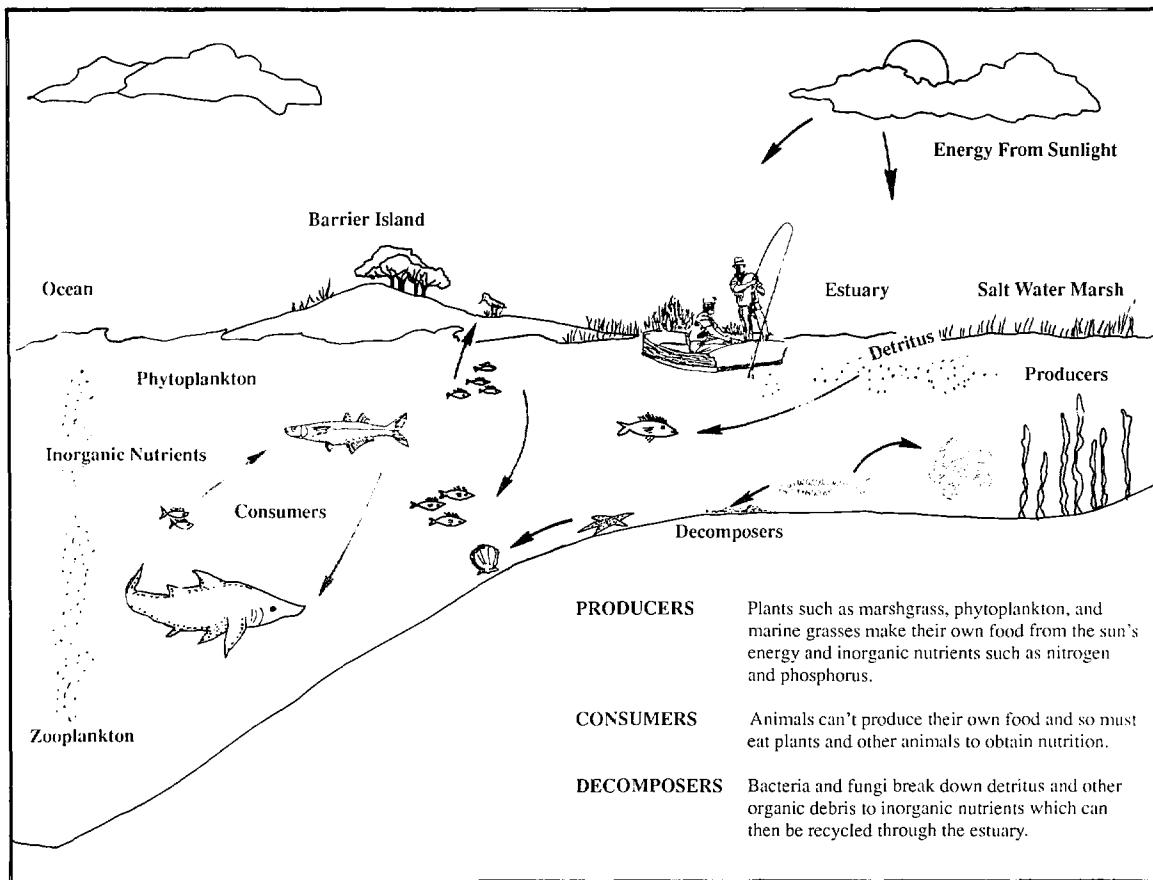 Energy From Sunlight
Barrier Island
Ocean
Estuary
Salt Water Marsh
Detritus
Phytoplankton
Producers
Inorganic Nutrients
Consumers
Decomposers
Zooplankton
PRODUCERS Plants such as marshgrass, phytoplankton, and
marine grasses make their own food from the sun's
energy and inorganic nutrients such as nitrogen
and phosphorus.
CONSUMERS Animals can't produce their own food and so must
eat plants and other animals to obtain nutrition.
DECOMPOSERS Bacteria and fungi break down detritus and other
organic debris to inorganic nutrients which can
then be recycled through the estuary.